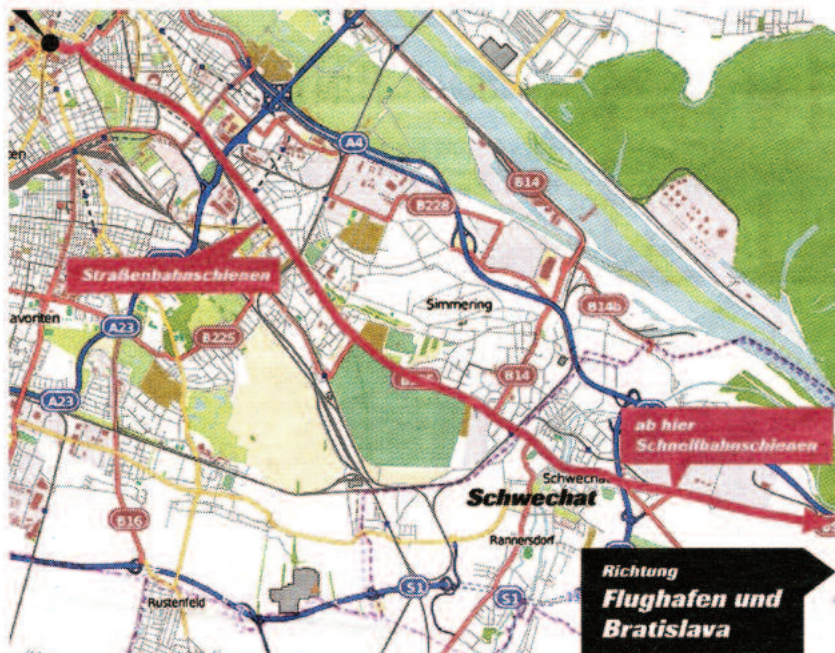 A4
B14
B228
Straßenbahnschienen
Simmering
B14b
A23
B225
B14
A23
ab hier
Schnellbahnschienen
Schwechat
Schwechat
B16
Rannersdorf
Richtung
Flughafen und
Bratislava
S1
S1
Rustenfeld